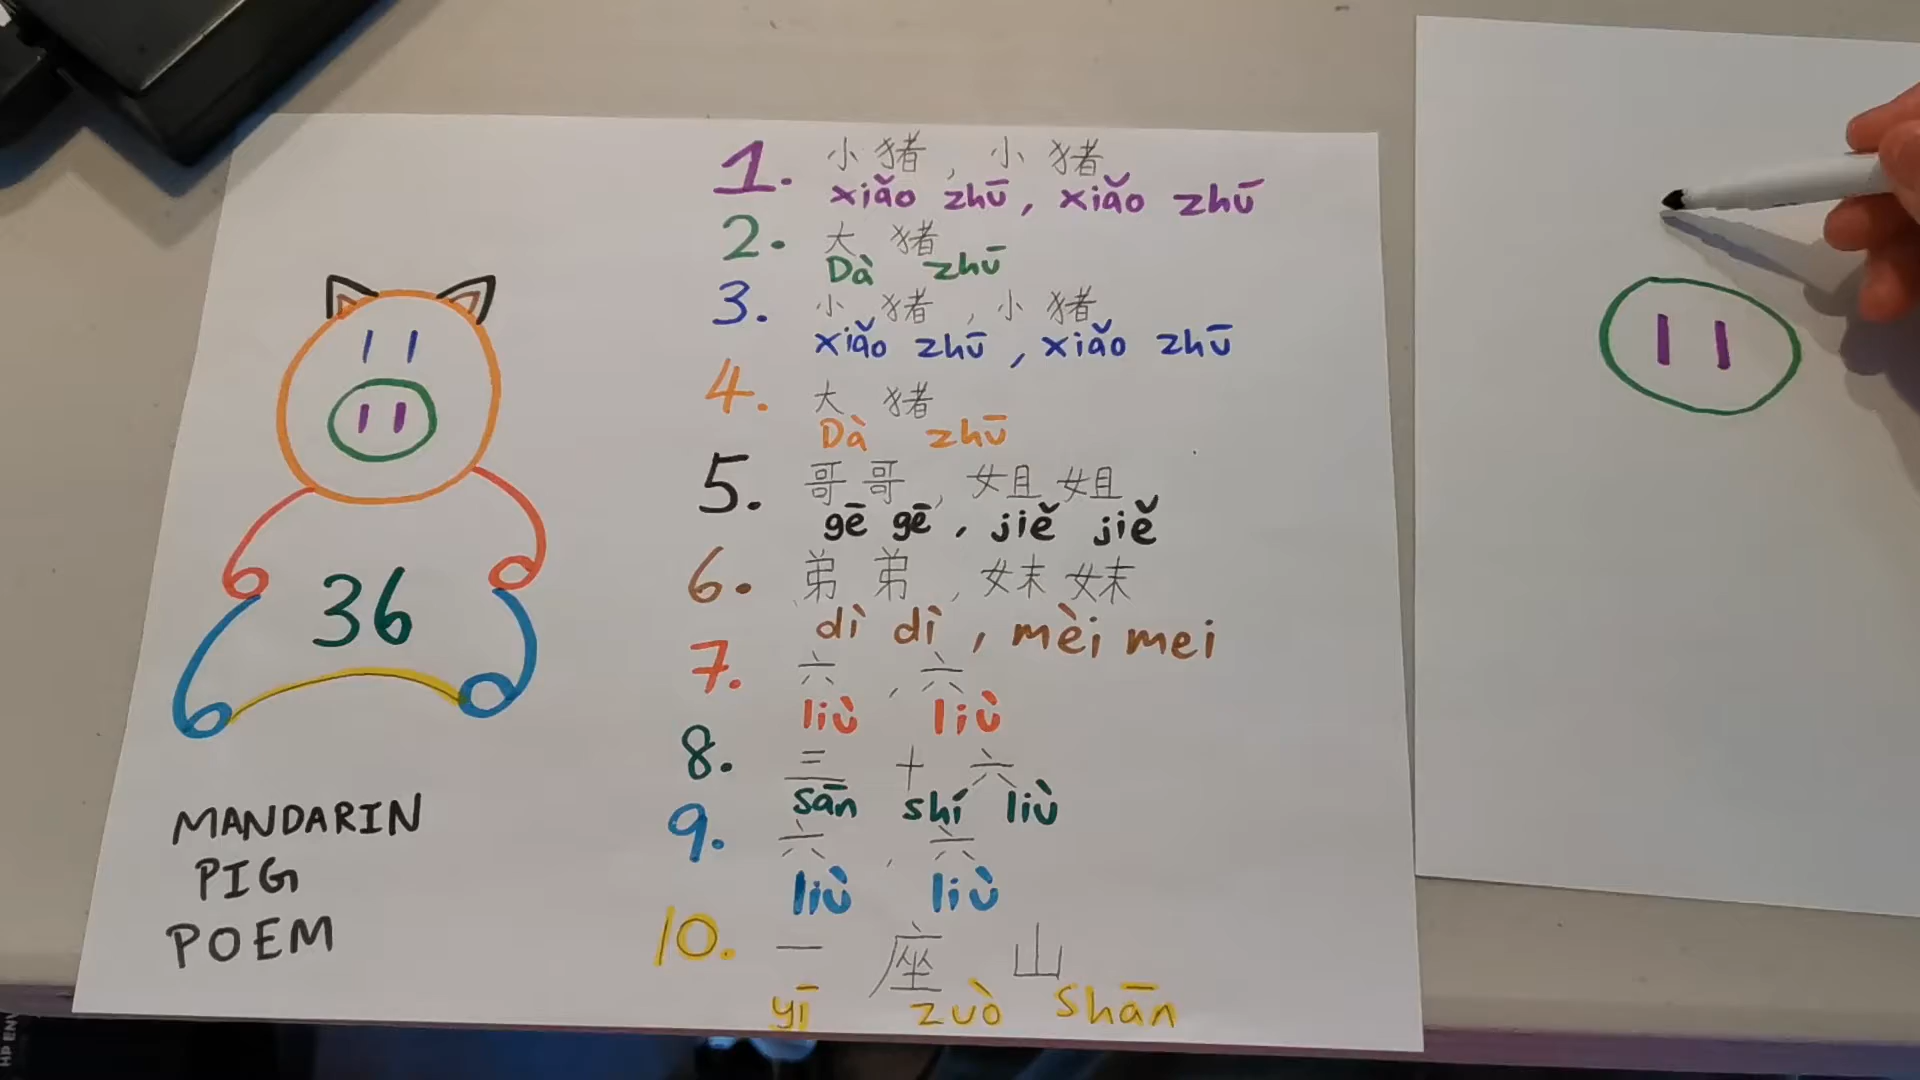 1. 小猪，小猪
xiǎo zhū, xiǎo zhū
2. 大 猪
Dà zhū
3. 小猪，小猪
xiǎo zhū, xiǎo zhū
4. 大 猪
Dà zhū
5. 哥哥，姐姐
gē gē, jiě jiě
6. 弟弟，妹妹
dì dì, mèi mei
7. 六，六
liù liù
8. 三 十 六
sān shí liù
9. 六，六
liù liù
10. 一 座 山
yī zuò shān
36
MANDARIN
PIG
POEM
HP ENV